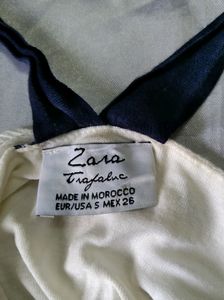 Zara
Trafaluc
MADE IN MOROCCO
EUR/USA S MEX 26